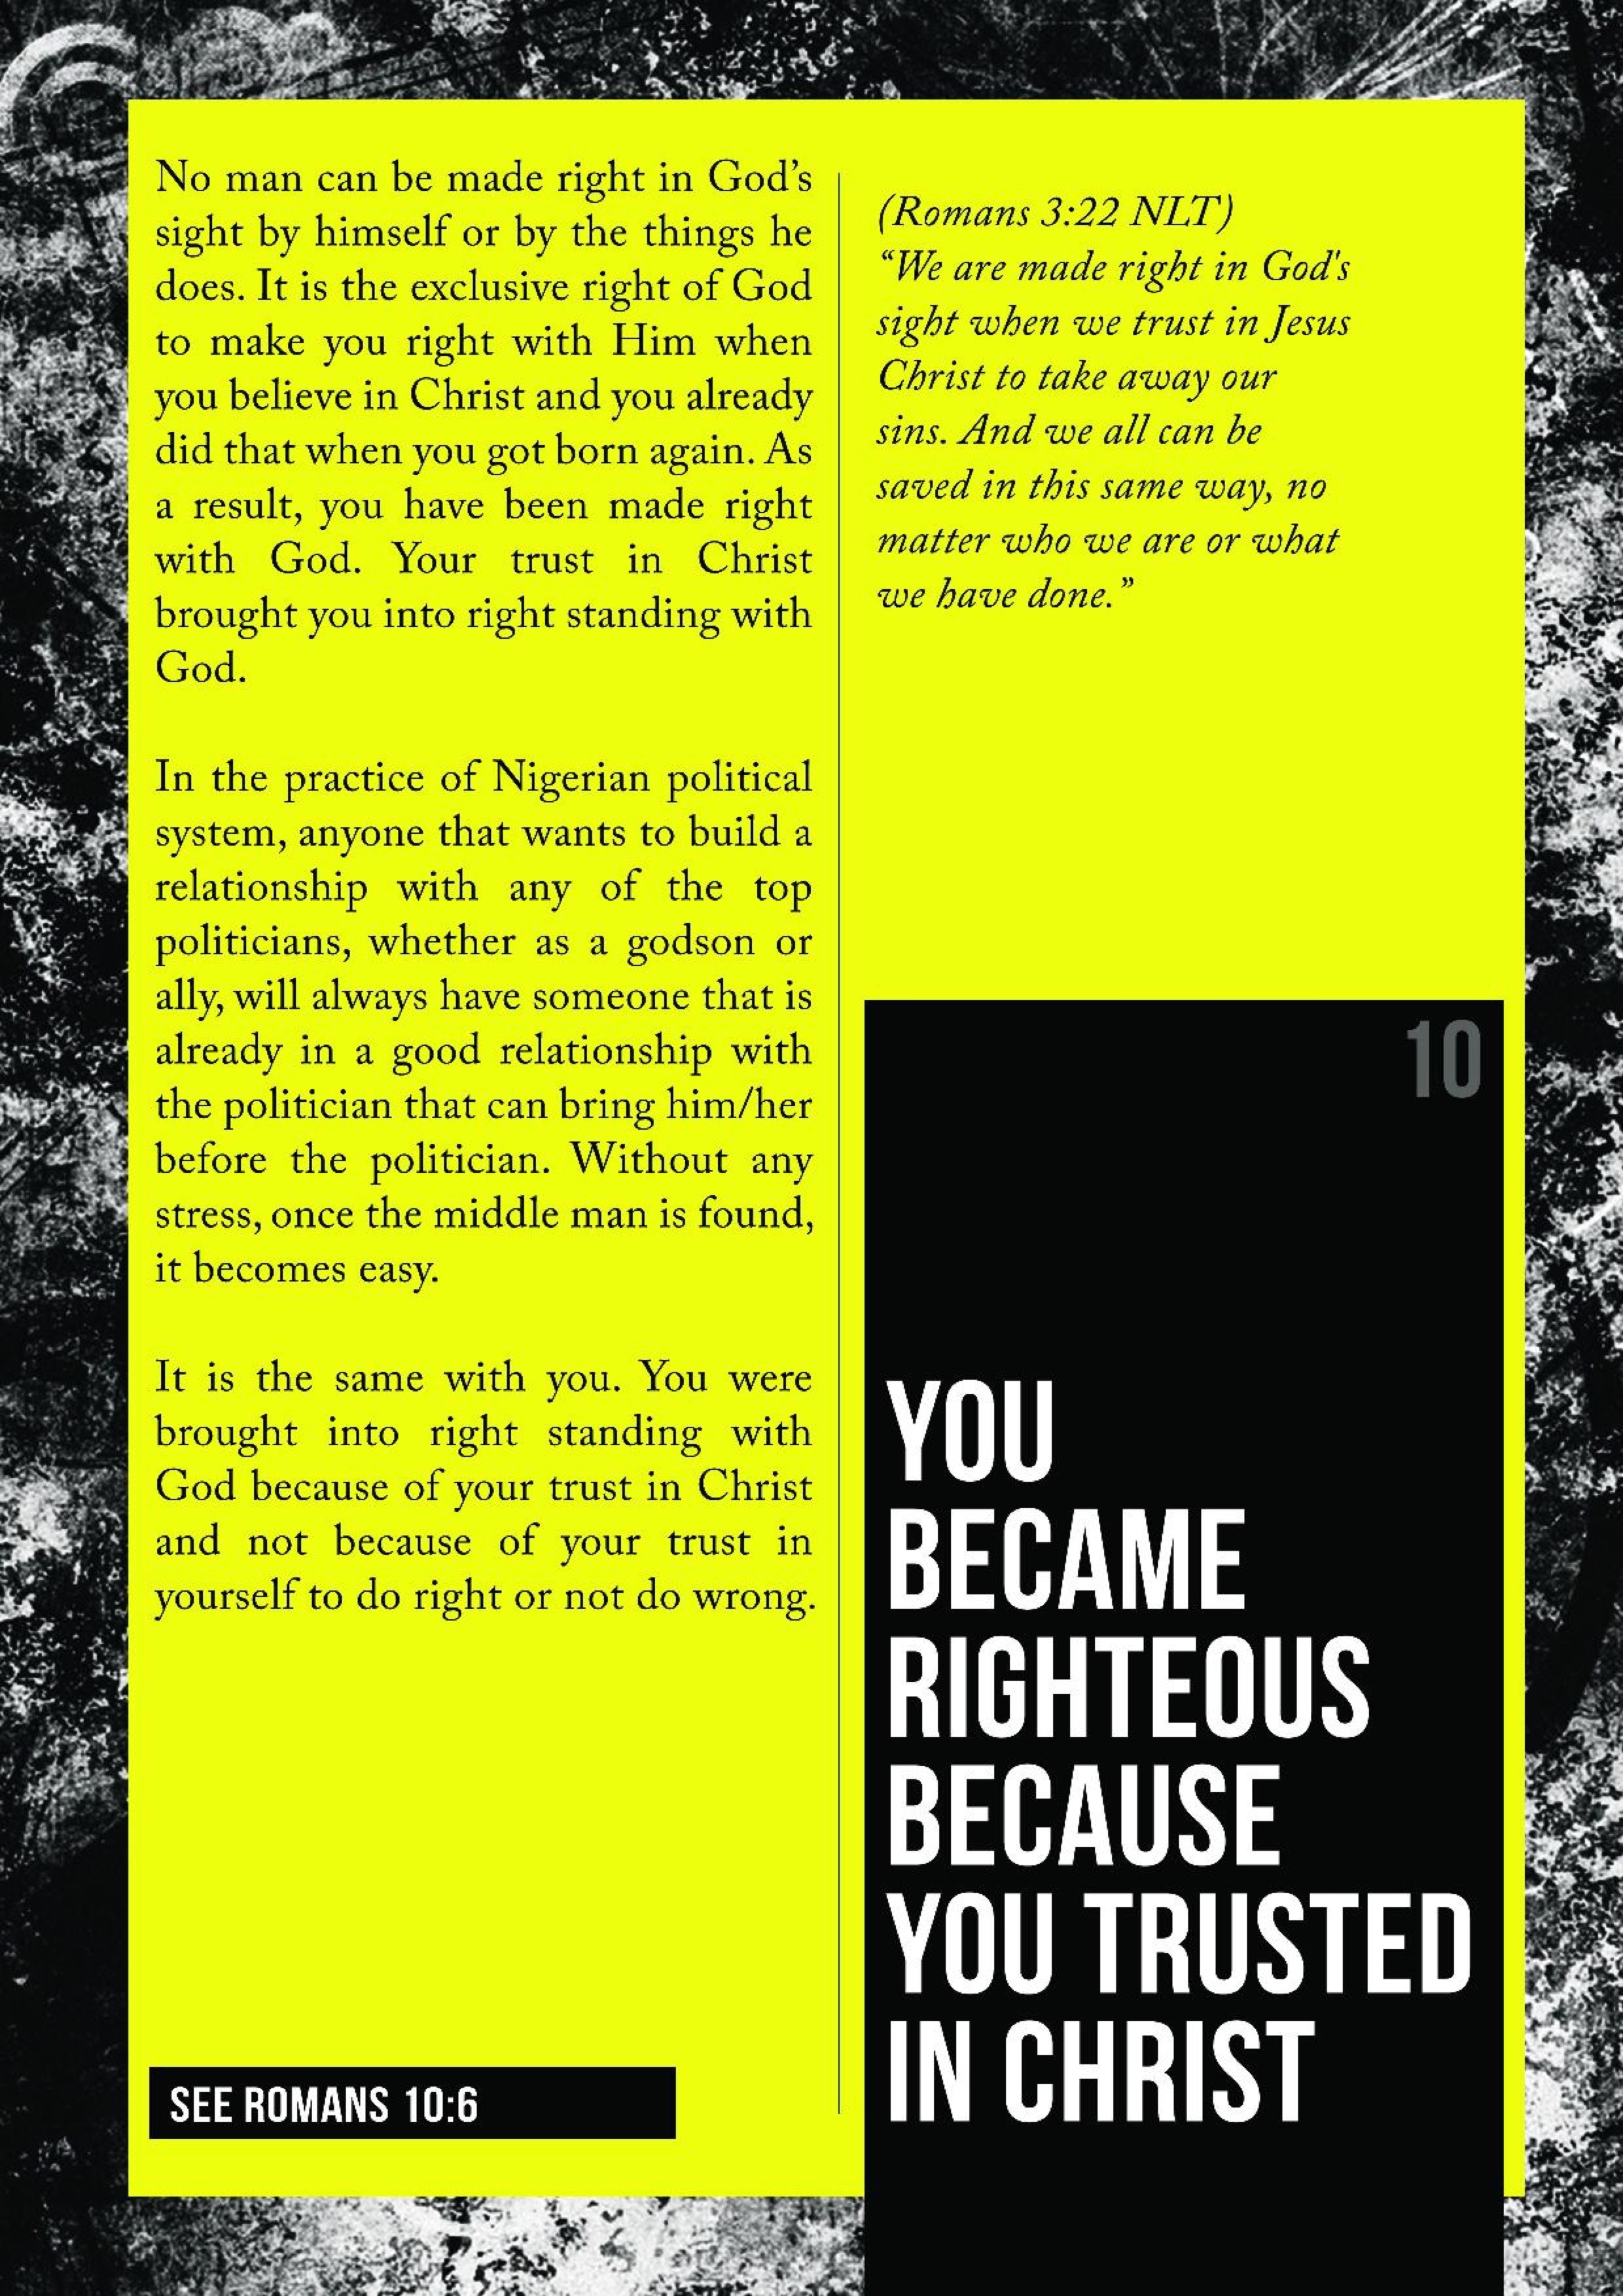 No man can be made right in God’s
sight by himself or by the things he
does. It is the exclusive right of God
to make you right with Him when
you believe in Christ and you already
did that when you got born again. As
a result, you have been made right
with God. Your trust in Christ
brought you into right standing with
God.
In the practice of Nigerian political
system, anyone that wants to build a
relationship with any of the top
politicians, whether as a godson or
ally, will always have someone that is
already in a good relationship with
the politician that can bring him/her
before the politician. Without any
stress, once the middle man is found,
it becomes easy.
It is the same with you. You were
brought into right standing with
God because of your trust in Christ
and not because of your trust in
yourself to do right or not do wrong.
SEE ROMANS 10:6
(Romans 3:22 NLT)
“We are made right in God's
sight when we trust in Jesus
Christ to take away our
sins. And we all can be
saved in this same way, no
matter who we are or what
we have done.”
10
YOU
BECAME
RIGHTEOUS
BECAUSE
YOU TRUSTED
IN CHRIST